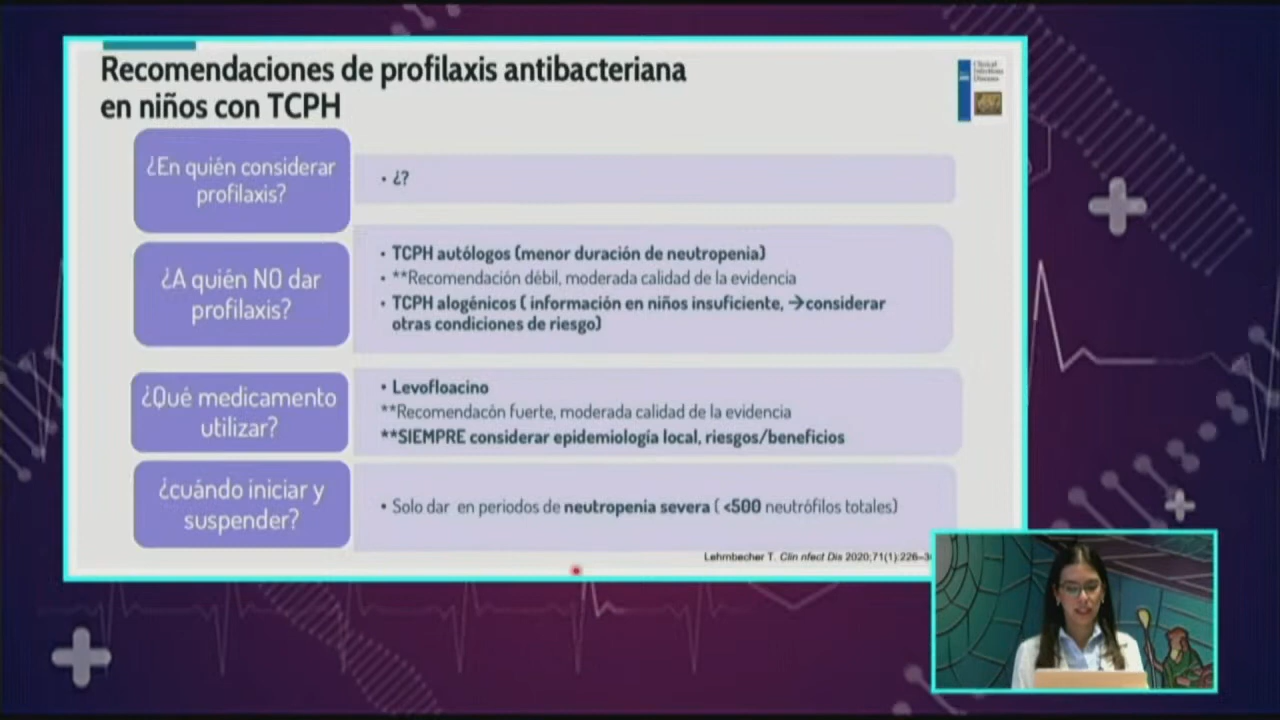 Recomendaciones de profilaxis antibacteriana
en niños con TCPH
Clinical
Infectious
Diseases
¿En quién considerar
profilaxis?
• ¿?
¿A quién NO dar
profilaxis?
• TCPH autólogos (menor duración de neutropenia)
• **Recomendación débil, moderada calidad de la evidencia
• TCPH alogénicos ( información en niños insuficiente, →considerar
otras condiciones de riesgo)
¿Qué medicamento
utilizar?
• Levofloacino
**Recomendacón fuerte, moderada calidad de la evidencia
**SIEMPRE considerar epidemiología local, riesgos/beneficios
¿cuándo iniciar y
suspender?
• Solo dar en periodos de neutropenia severa ( <500 neutrófilos totales)
Lehrnbecher T. Clin nfect Dis 2020;71(1):226–